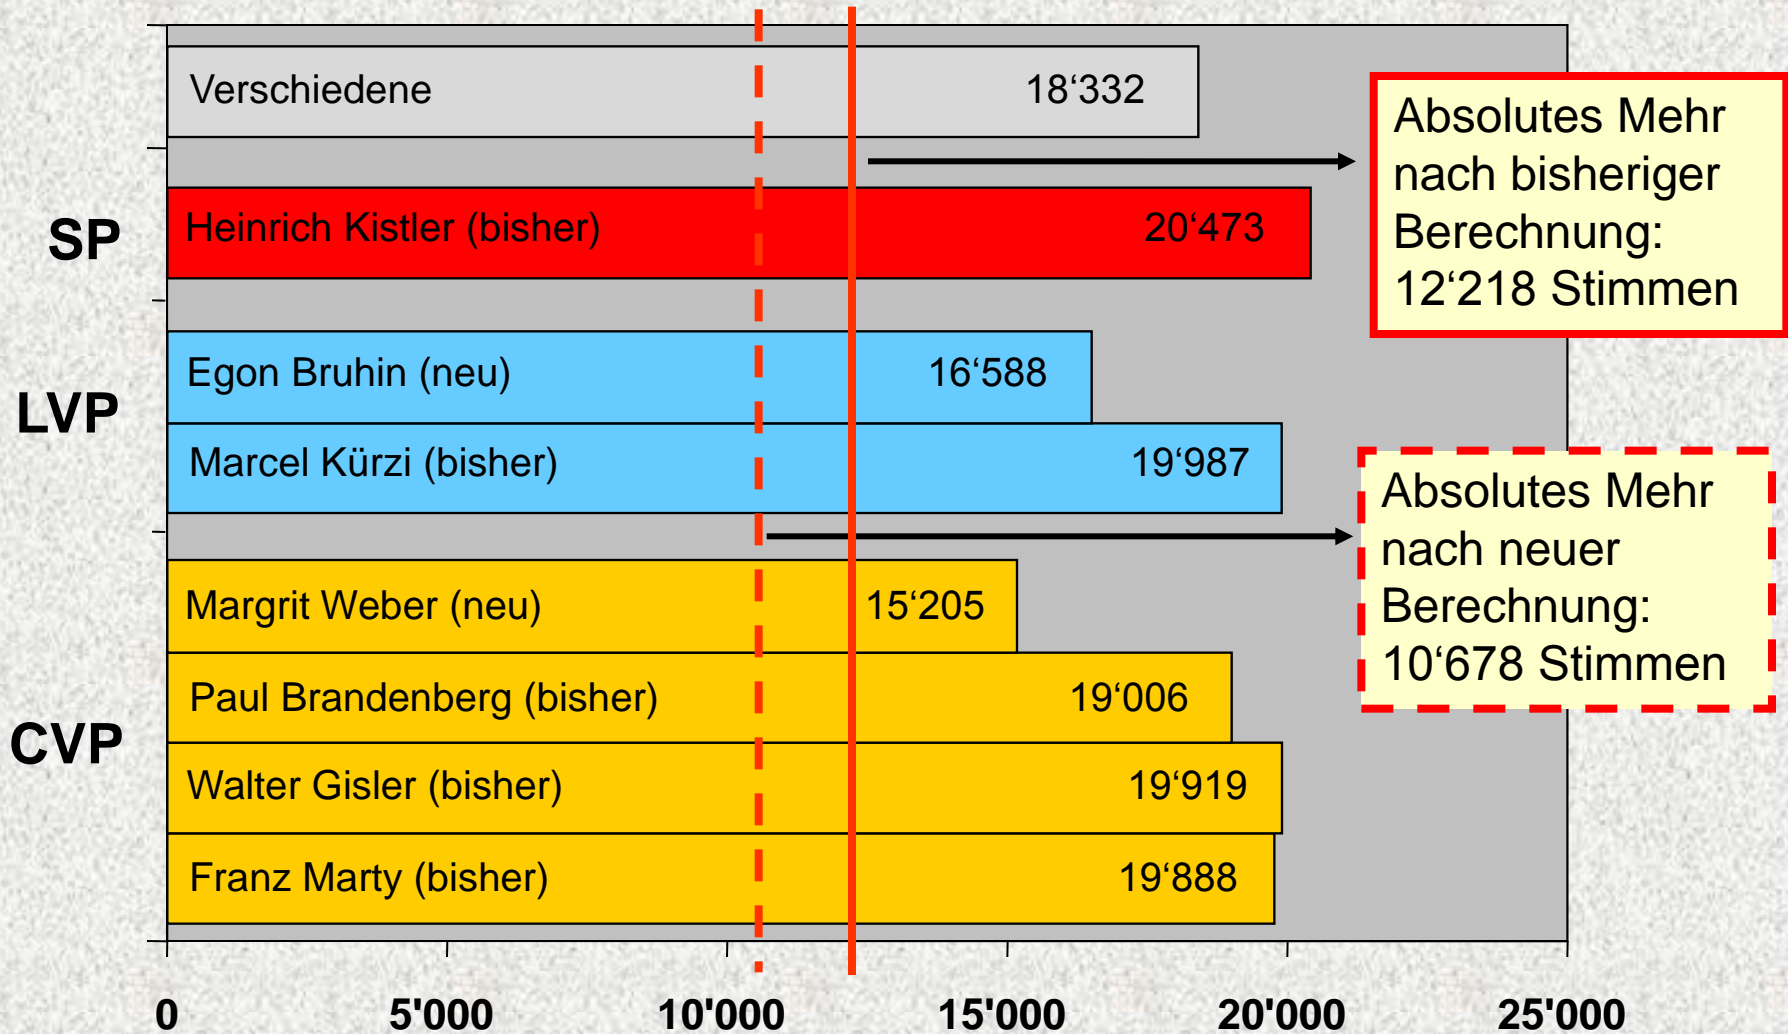 Verschiedene 18‘332
SP
Heinrich Kistler (bisher) 20‘473
LVP
Egon Bruhin (neu) 16‘588
Marcel Kürzi (bisher) 19‘987
CVP
Margrit Weber (neu) 15‘205
Paul Brandenberg (bisher) 19‘006
Walter Gisler (bisher) 19‘919
Franz Marty (bisher) 19‘888
0 5'000 10'000 15'000 20'000 25'000
Absolutes Mehr
nach bisheriger
Berechnung:
12‘218 Stimmen
Absolutes Mehr
nach neuer
Berechnung:
10‘678 Stimmen